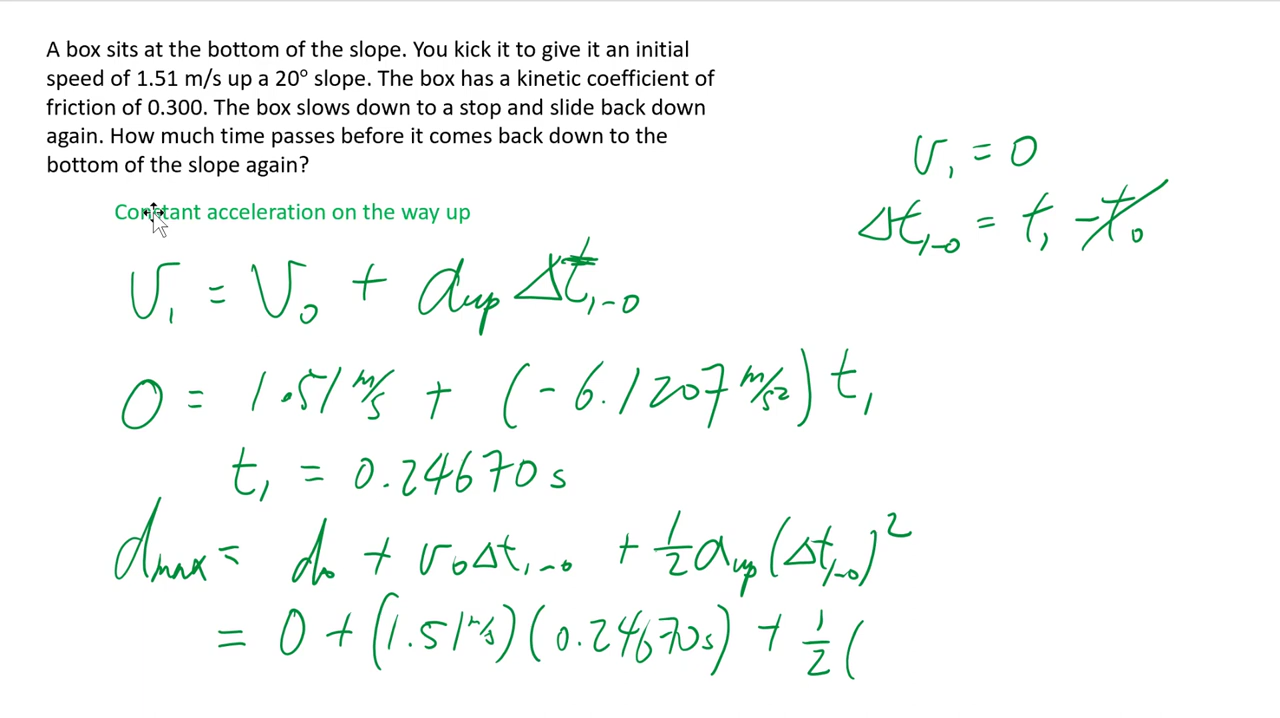 A box sits at the bottom of the slope. You kick it to give it an initial
speed of 1.51 m/s up a 20° slope. The box has a kinetic coefficient of
friction of 0.300. The box slows down to a stop and slide back down
again. How much time passes before it comes back down to the
bottom of the slope again?
v₁ = 0
Δt₁₋₀ = t₁ - t₀
Constant acceleration on the way up
v₁ = v₀ + a_up Δt₁₋₀
0 = 1.51 m/s + (-6.1207 m/s²) t₁
t₁ = 0.24670 s
d_max = d₀ + v₀Δt₁₋₀ + ½ a_up (Δt₁₋₀)²
= 0 + (1.51 m/s)(0.24670s) + ½ (